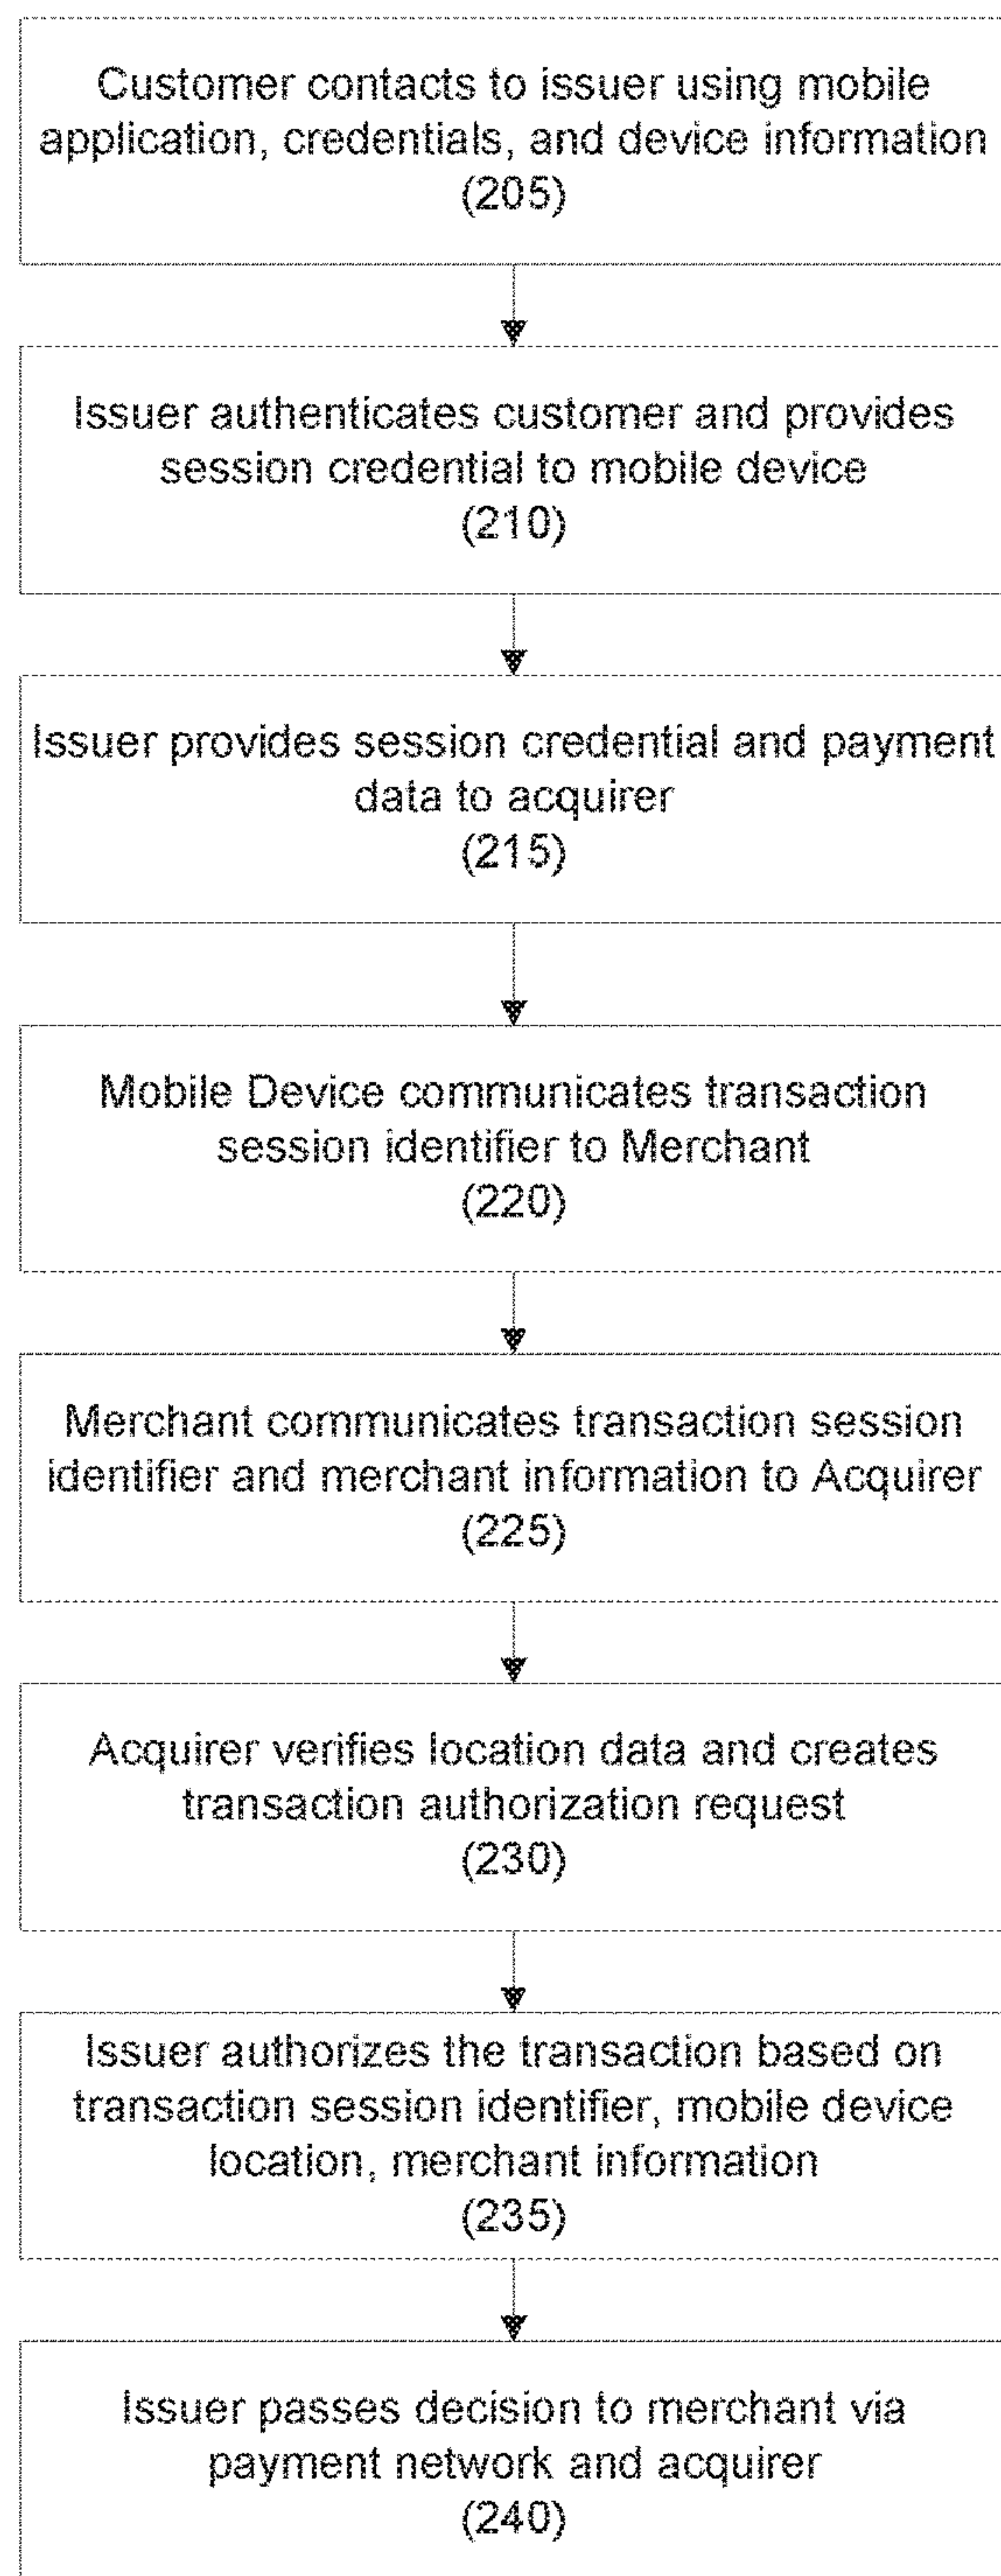 Customer contacts to issuer using mobile
application, credentials, and device information
(205)
Issuer authenticates customer and provides
session credential to mobile device
(210)
Issuer provides session credential and payment
data to acquirer
(215)
Mobile Device communicates transaction
session identifier to Merchant
(220)
Merchant communicates transaction session
identifier and merchant information to Acquirer
(225)
Acquirer verifies location data and creates
transaction authorization request
(230)
Issuer authorizes the transaction based on
transaction session identifier, mobile device
location, merchant information
(235)
Issuer passes decision to merchant via
payment network and acquirer
(240)